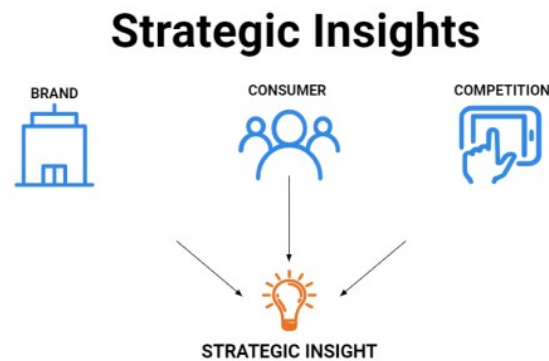 Strategic Insights
BRAND
CONSUMER
COMPETITION
STRATEGIC INSIGHT